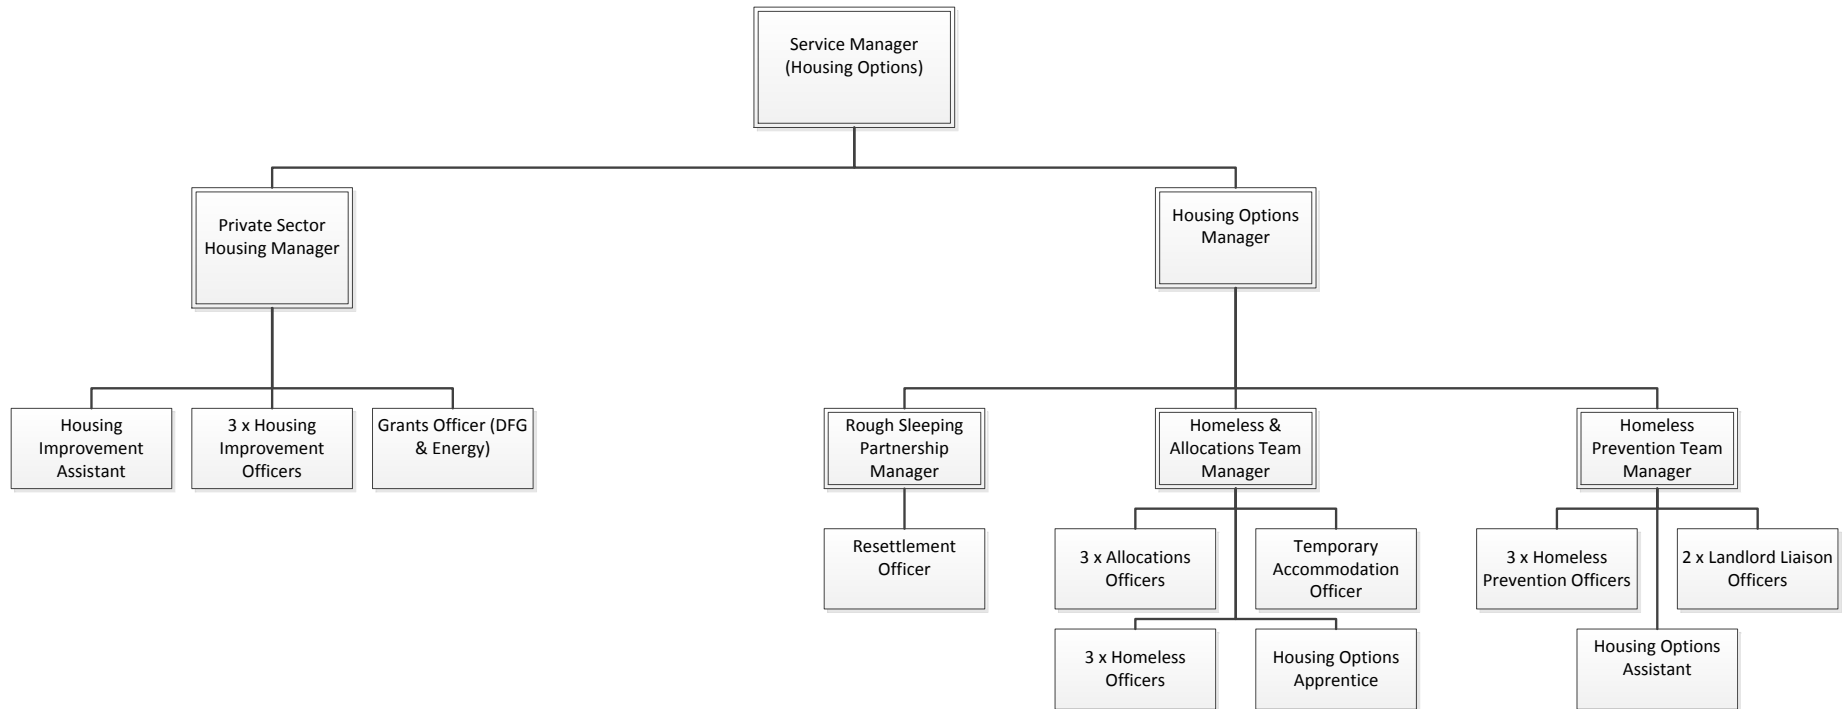 Service Manager
(Housing Options)
Private Sector
Housing Manager
Housing Options
Manager
Housing
Improvement
Assistant
3 x Housing
Improvement
Officers
Grants Officer (DFG
& Energy)
Rough Sleeping
Partnership
Manager
Homeless &
Allocations Team
Manager
Homeless
Prevention Team
Manager
Resettlement
Officer
3 x Allocations
Officers
Temporary
Accommodation
Officer
3 x Homeless
Prevention Officers
2 x Landlord Liaison
Officers
3 x Homeless
Officers
Housing Options
Apprentice
Housing Options
Assistant